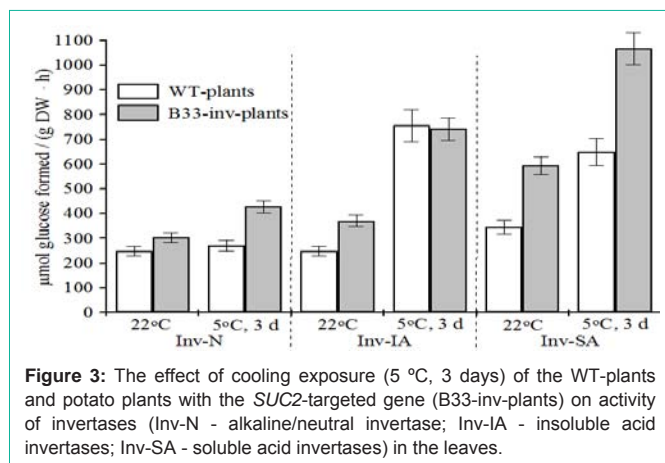 1100
1000
900
800
700
600
500
400
300
200
100
0
µmol glucose formed / (g DW · h)
WT-plants
B33-inv-plants
22ºC 5ºC, 3 d 22ºC 5ºC, 3 d 22ºC 5ºC, 3 d
Inv-N Inv-IA Inv-SA
Figure 3: The effect of cooling exposure (5 ºC, 3 days) of the WT-plants
and potato plants with the SUC2-targeted gene (B33-inv-plants) on activity
of invertases (Inv-N - alkaline/neutral invertase; Inv-IA - insoluble acid
invertases; Inv-SA - soluble acid invertases) in the leaves.